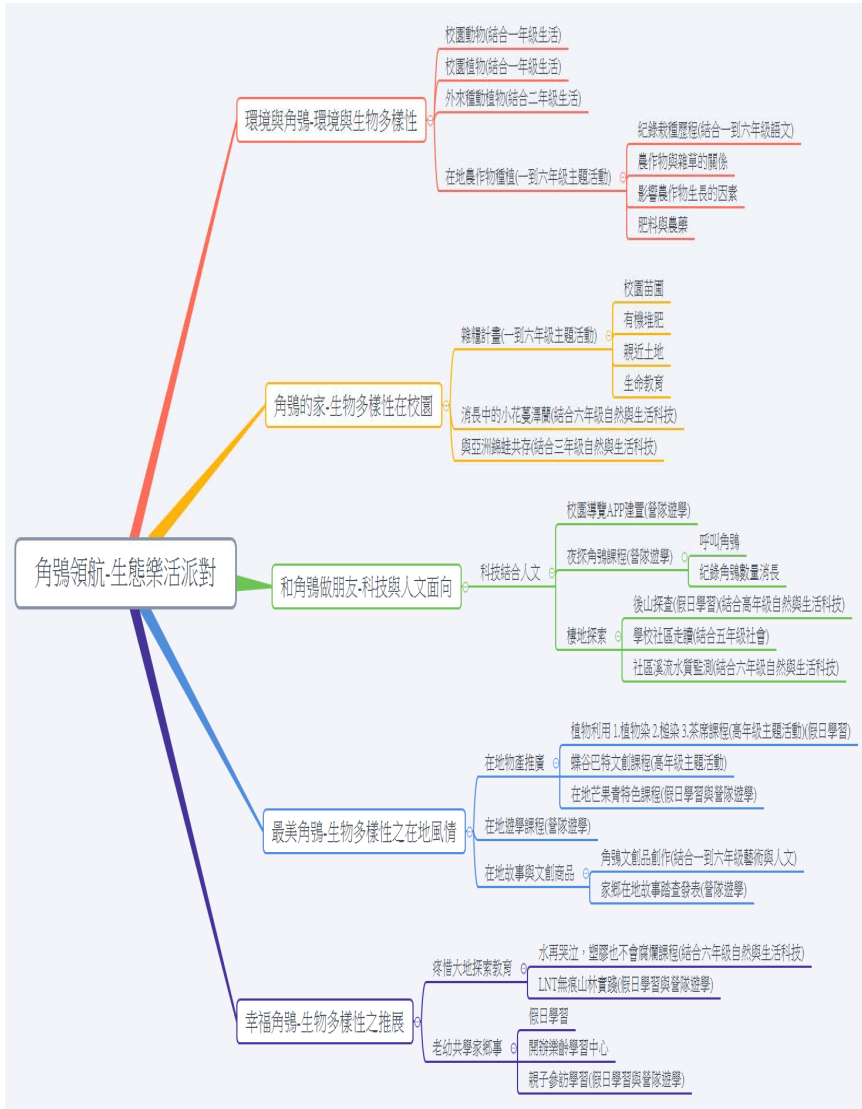 角鴞領航-生態樂活派對
環境與角鴞-環境與生物多樣性
校園動物(結合一年級生活)
校園植物(結合一年級生活)
外來種動植物(結合二年級生活)
在地農作物種植(一到六年級主題活動)
紀錄栽種歷程(結合一到六年級語文)
農作物與雜草的關係
影響農作物生長的因素
肥料與農藥
角鴞的家-生物多樣性在校園
雜糧計畫(一到六年級主題活動)
校園苗圃
有機堆肥
親近土地
生命教育
消長中的小花蔓澤蘭(結合六年級自然與生活科技)
與亞洲錦蛙共存(結合三年級自然與生活科技)
和角鴞做朋友-科技與人文面向
科技結合人文
校園導覽APP建置(營隊遊學)
夜探角鴞課程(營隊遊學)
呼叫角鴞
紀錄角鴞數量消長
棲地探索
後山探查(假日學習)(結合高年級自然與生活科技)
學校社區走讀(結合五年級社會)
社區溪流水質監測(結合六年級自然與生活科技)
最美角鴞-生物多樣性之在地風情
在地物產推廣
植物利用 1.植物染 2.槌染 3.茶席課程(高年級主題活動)(假日學習)
蝶谷巴特文創課程(高年級主題活動)
在地芒果青特色課程(假日學習與營隊遊學)
在地遊學課程(營隊遊學)
在地故事與文創商品
角鴞文創品創作(結合一到六年級藝術與人文)
家鄉在地故事踏查發表(營隊遊學)
幸福角鴞-生物多樣性之推展
疼惜大地探索教育
水再哭泣，塑膠也不會腐爛課程(結合六年級自然與生活科技)
LNT無痕山林實踐(假日學習與營隊遊學)
老幼共學家鄉事
假日學習
開辦樂齡學習中心
親子參訪學習(假日學習與營隊遊學)